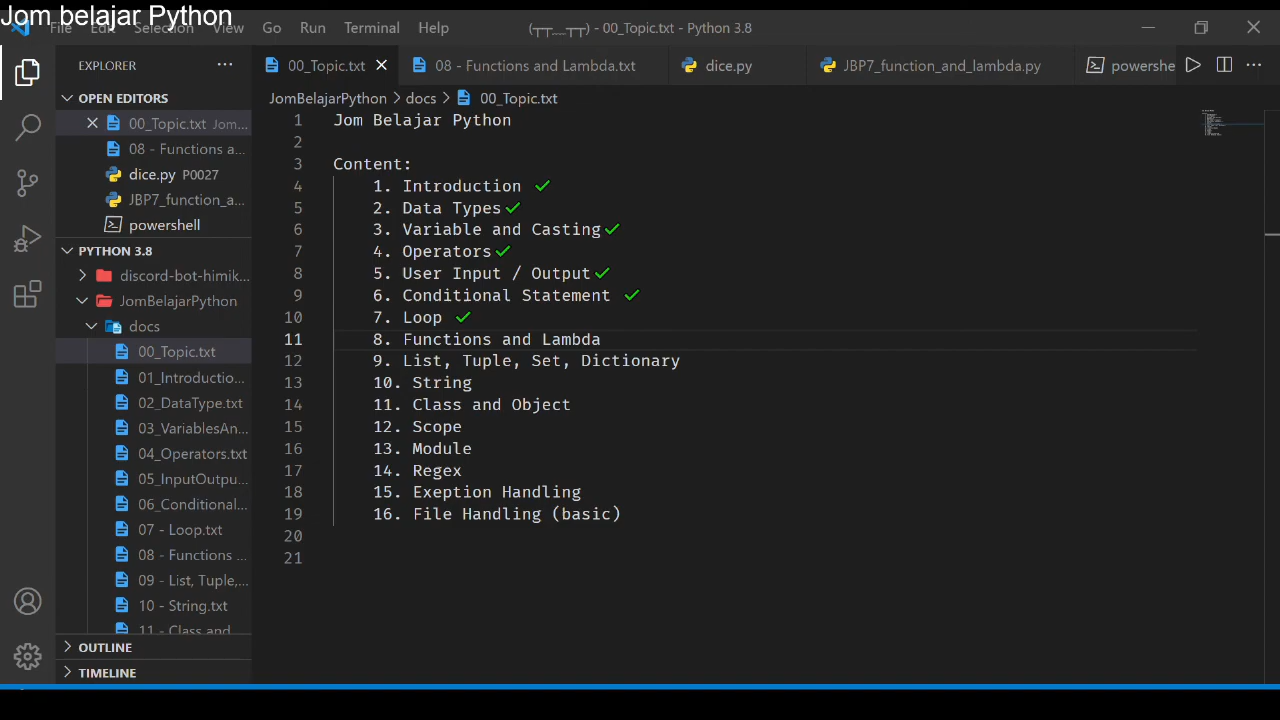 Jom belajar Python
File Edit Selection View Go Run Terminal Help
(┬┬﹏┬┬) - 00_Topic.txt - Python 3.8
EXPLORER ···
00_Topic.txt
08 - Functions and Lambda.txt
dice.py
JBP7_function_and_lambda.py
powershe
OPEN EDITORS
00_Topic.txt Jom...
08 - Functions a...
dice.py P0027
JBP7_function_a...
powershell
PYTHON 3.8
discord-bot-himik...
JomBelajarPython
docs
00_Topic.txt
01_Introductio...
02_DataType.txt
03_VariablesAn...
04_Operators.txt
05_InputOutpu...
06_Conditional...
07 - Loop.txt
08 - Functions ...
09 - List, Tuple,...
10 - String.txt
11 - Class and
OUTLINE
TIMELINE
JomBelajarPython > docs > 00_Topic.txt
1 Jom Belajar Python
2
3 Content:
4 1. Introduction ✓
5 2. Data Types✓
6 3. Variable and Casting✓
7 4. Operators✓
8 5. User Input / Output✓
9 6. Conditional Statement ✓
10 7. Loop ✓
11 8. Functions and Lambda
12 9. List, Tuple, Set, Dictionary
13 10. String
14 11. Class and Object
15 12. Scope
16 13. Module
17 14. Regex
18 15. Exeption Handling
19 16. File Handling (basic)
20
21